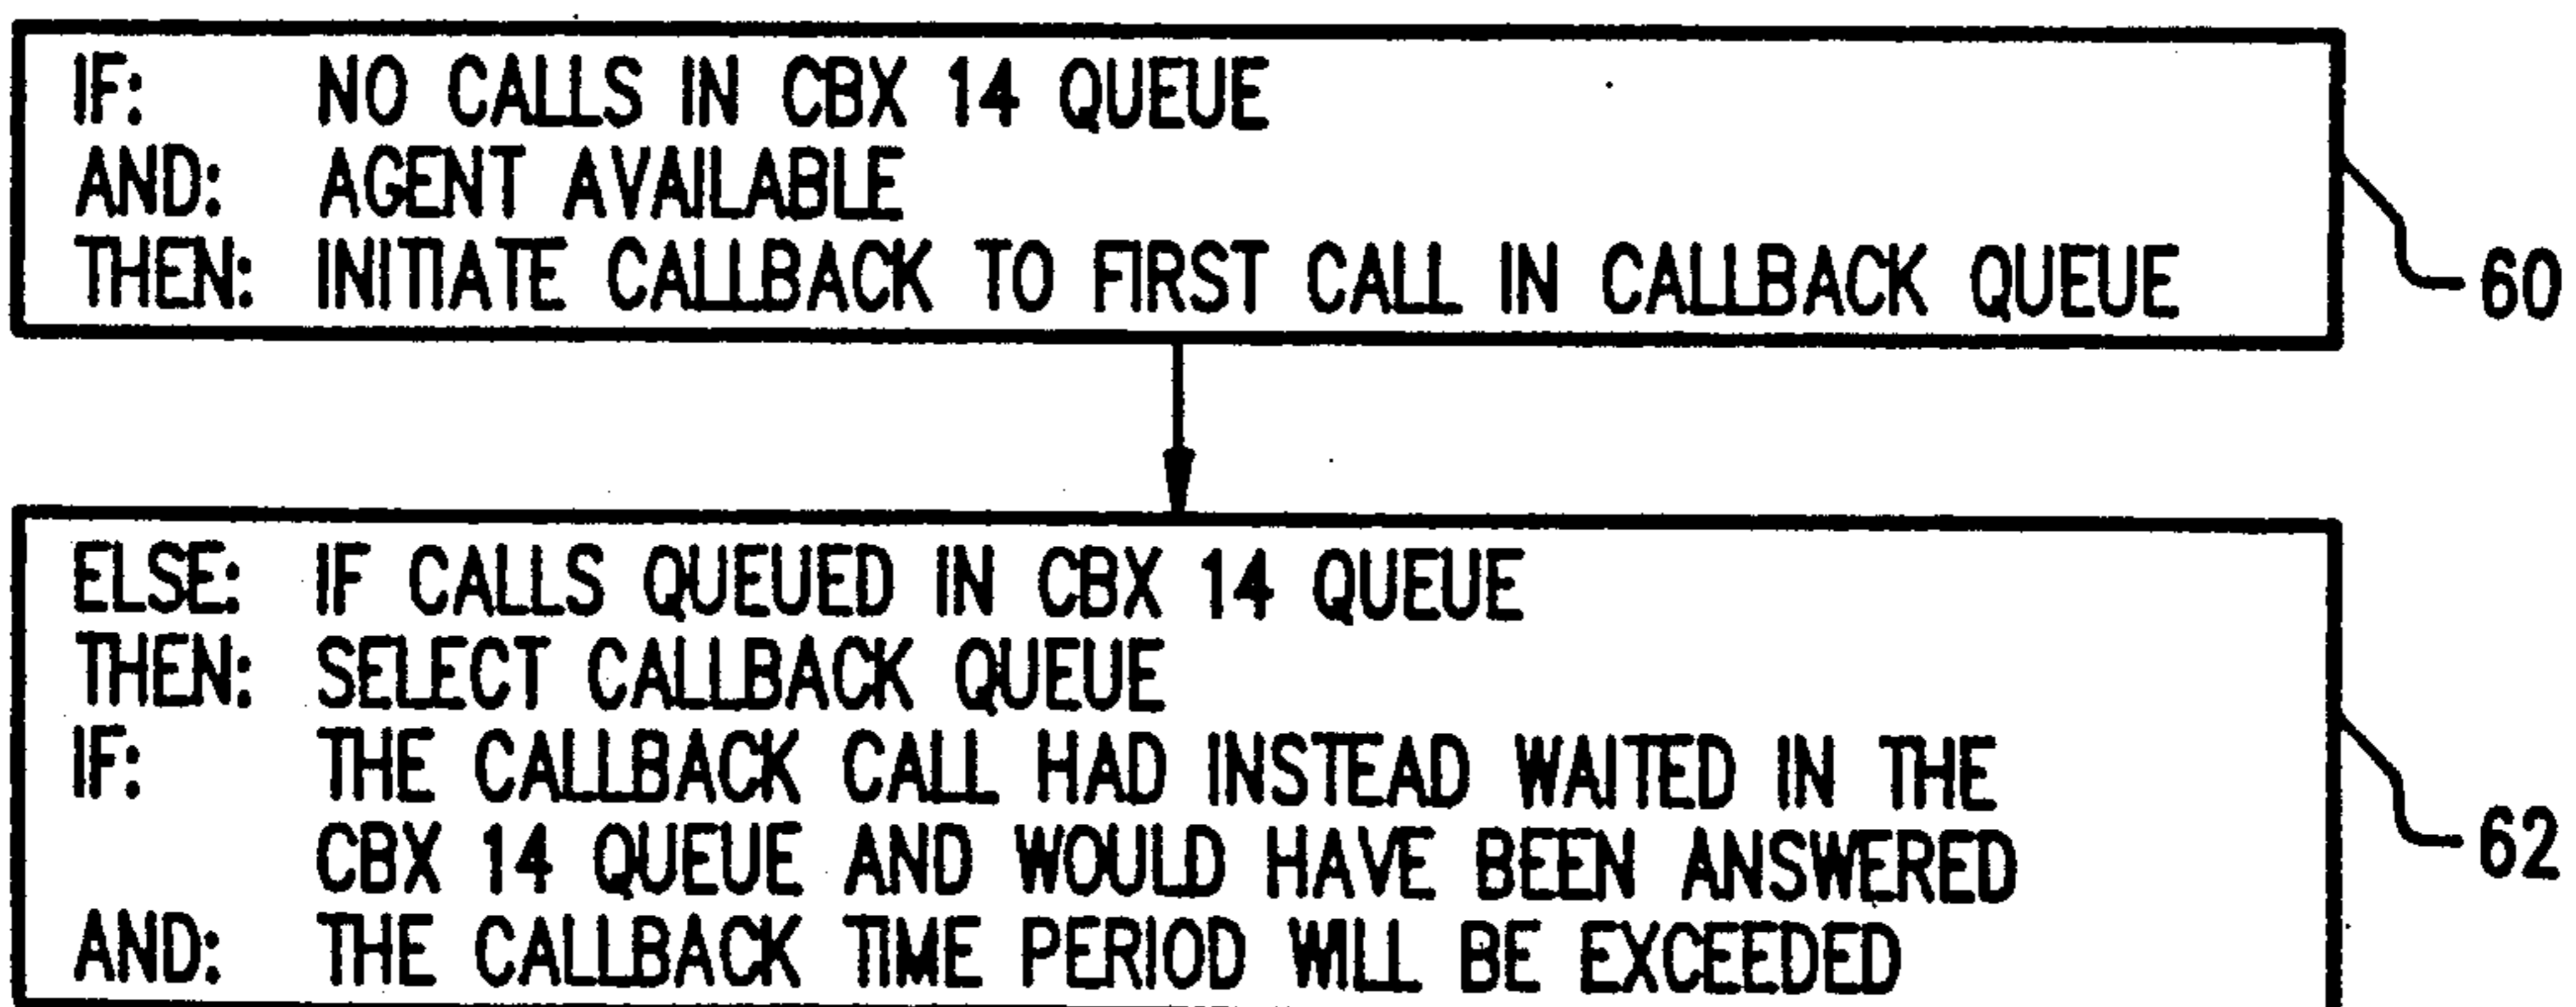 IF: NO CALLS IN CBX 14 QUEUE
AND: AGENT AVAILABLE
THEN: INITIATE CALLBACK TO FIRST CALL IN CALLBACK QUEUE
60
ELSE: IF CALLS QUEUED IN CBX 14 QUEUE
THEN: SELECT CALLBACK QUEUE
IF: THE CALLBACK CALL HAD INSTEAD WAITED IN THE
CBX 14 QUEUE AND WOULD HAVE BEEN ANSWERED
62
AND: THE CALLBACK TIME PERIOD WILL BE EXCEEDED